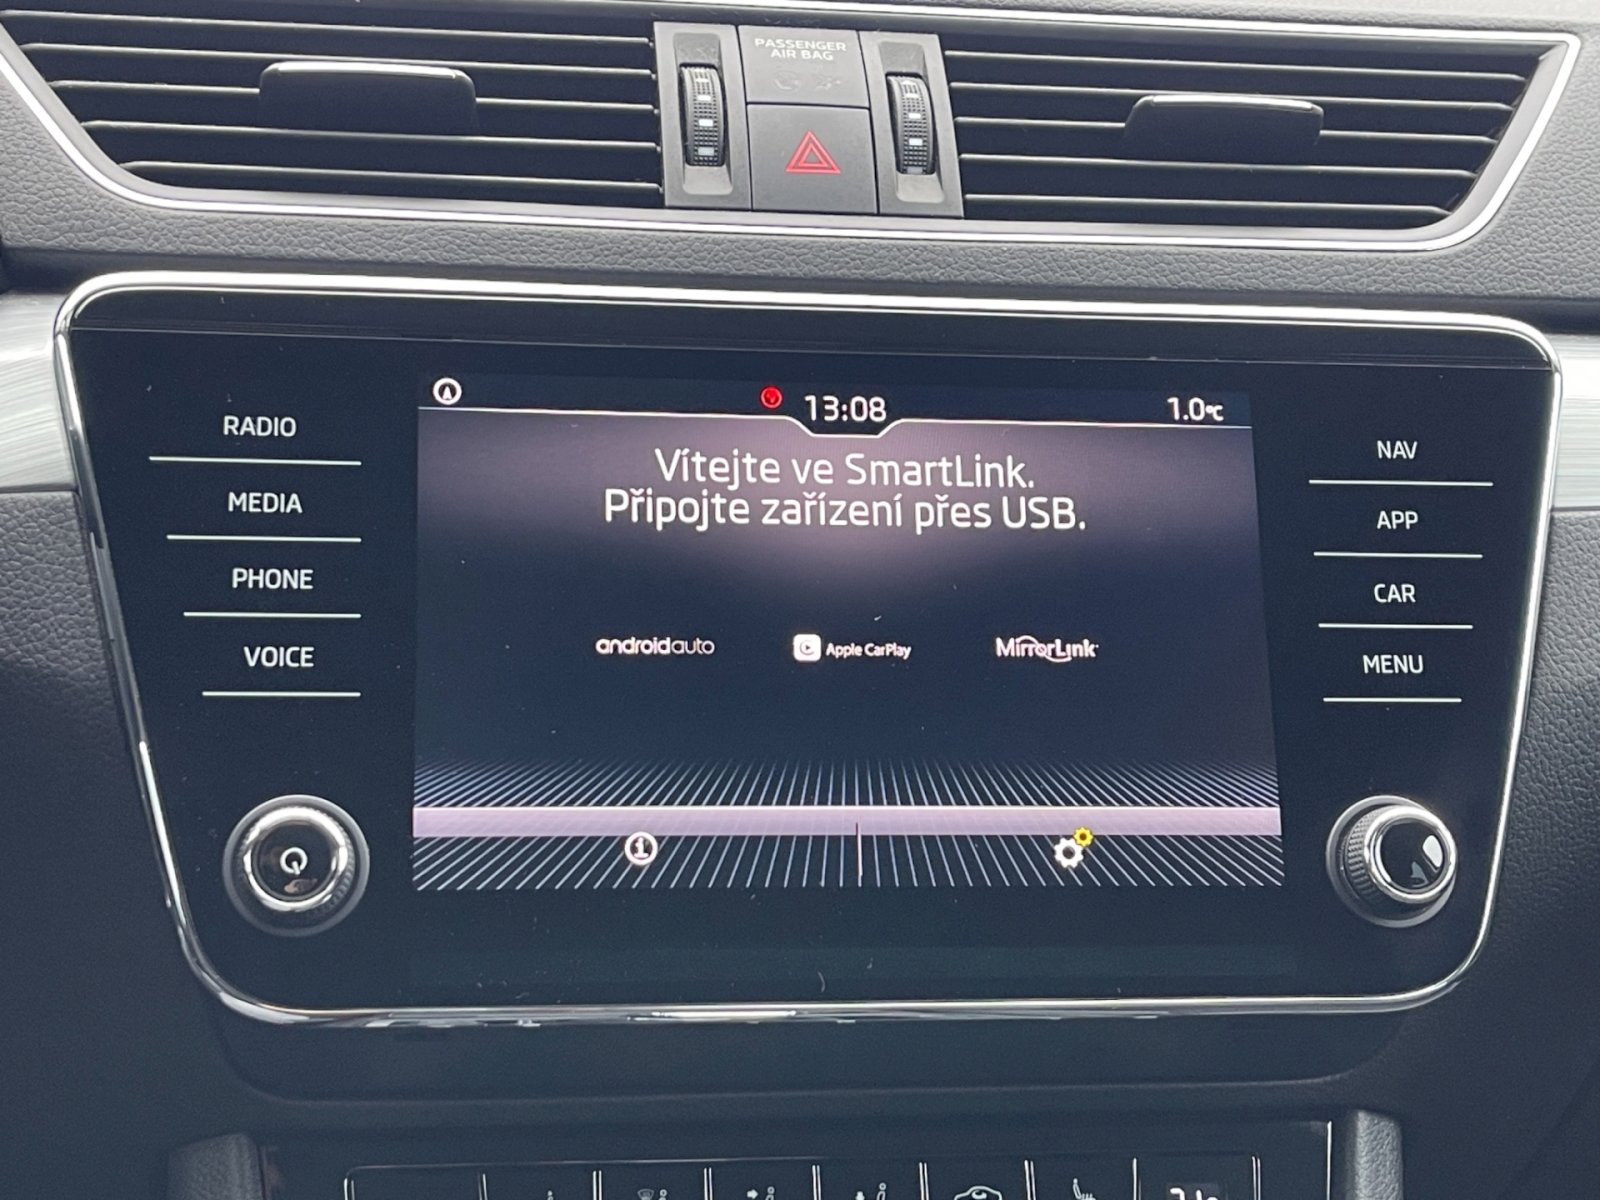 PASSENGER
AIR BAG
13:08
1.0°C
RADIO
MEDIA
PHONE
VOICE
Vítejte ve SmartLink.
Připojte zařízení přes USB.
androidauto
Apple CarPlay
MirrorLink
NAV
APP
CAR
MENU